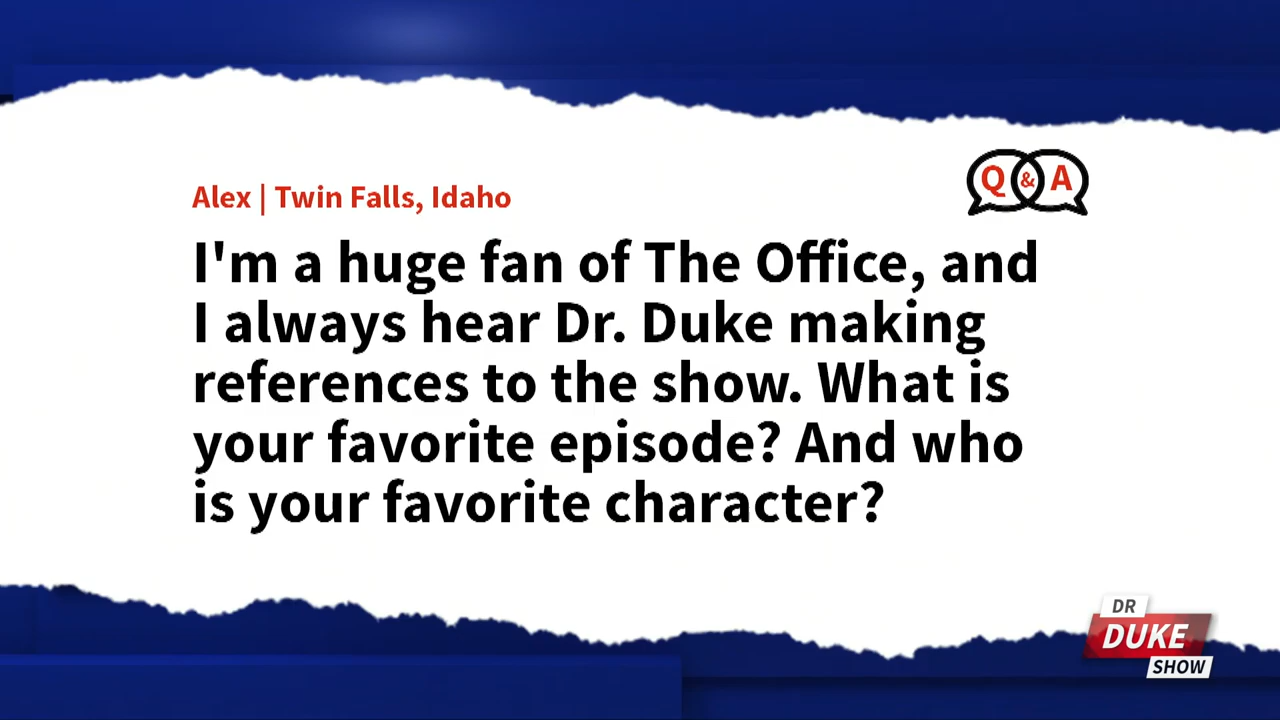 Q & A
Alex | Twin Falls, Idaho
I'm a huge fan of The Office, and
I always hear Dr. Duke making
references to the show. What is
your favorite episode? And who
is your favorite character?
DR
DUKE
SHOW